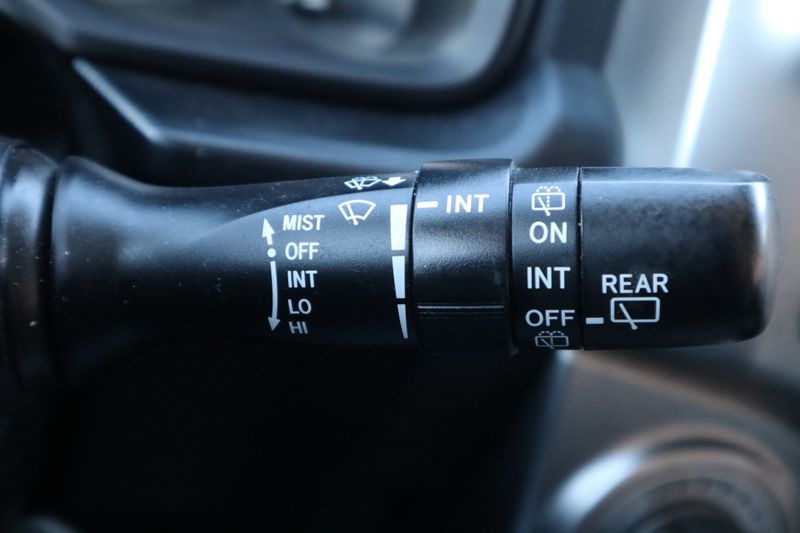 MIST
OFF
INT
LO
HI
INT
ON
INT
OFF
REAR